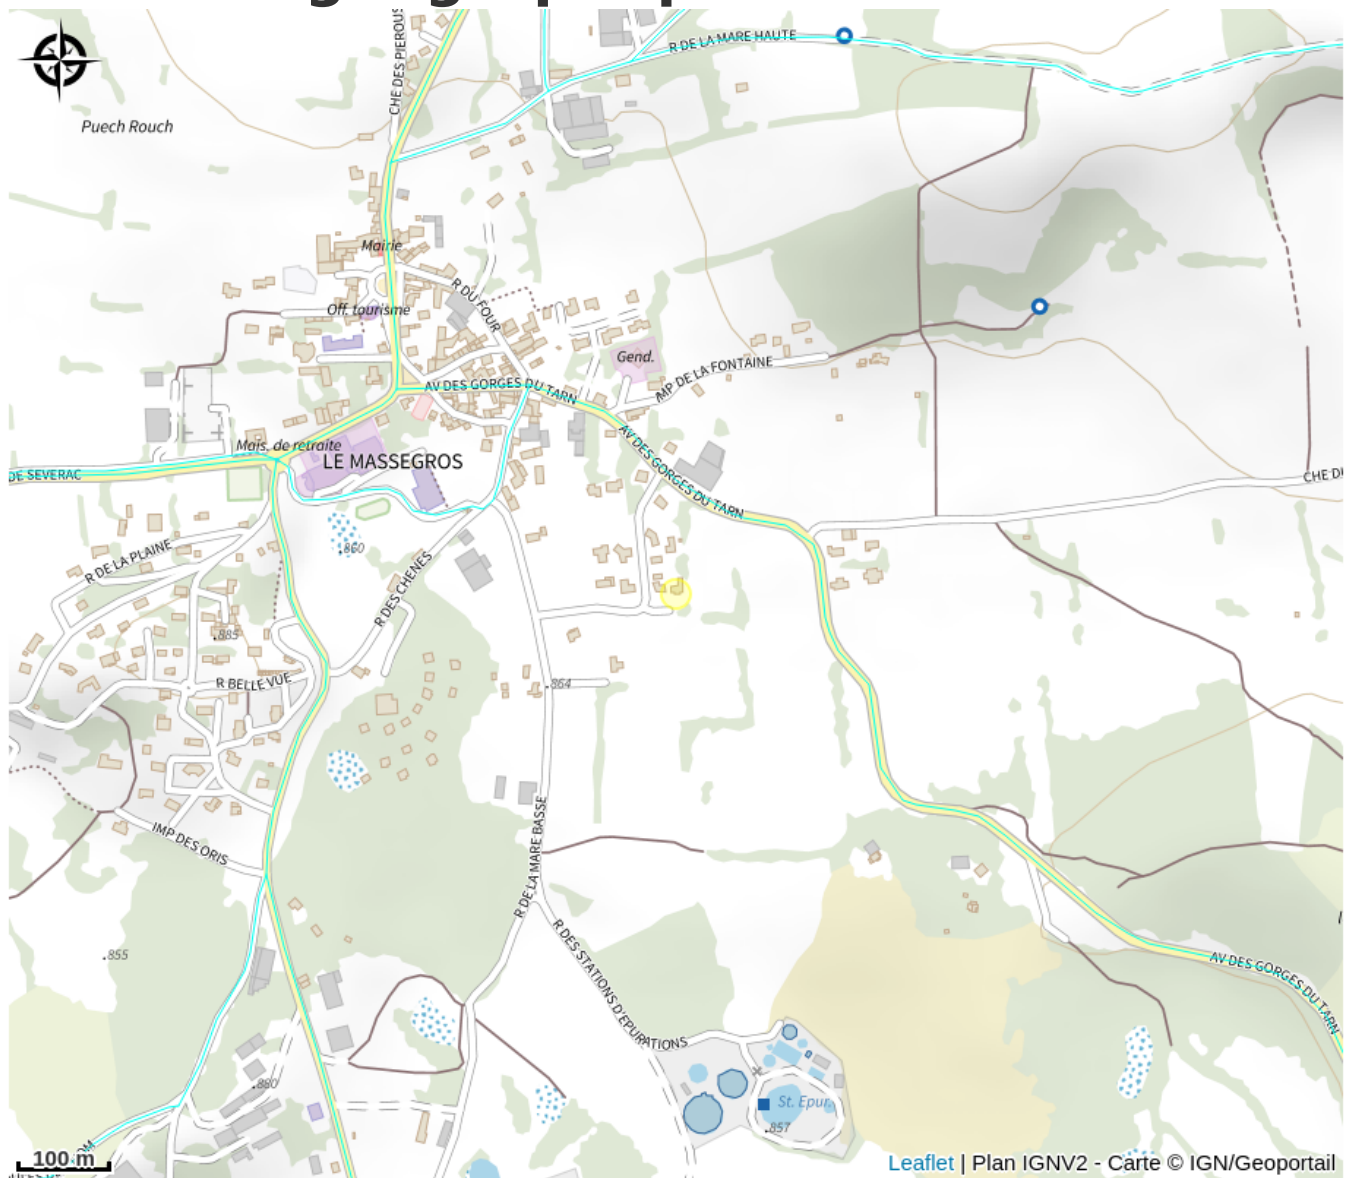 CHE DES PIEROUS
R DE LA MARE HAUTE
Puech Rouch
Mairie
R DU FOUR
Off. tourisme
Gend.
IMP DE LA FONTAINE
AV DES GORGES DU TARN
Mais. de retraite
LE MASSEGROS
DE SEVERAC
AV DES GORGES DU TARN
CHE D
R DE LA PLAINE
.860
R DES CHENES
.885
R BELLE VUE
.864
IMP DES ORIS
R DE LA MARE BASSE
R DES STATIONS D'EPURATIONS
.855
AV DES GORGES DU TARN
.880
St. Epur.
.857
100 m
Leaflet | Plan IGNV2 - Carte © IGN/Geoportail